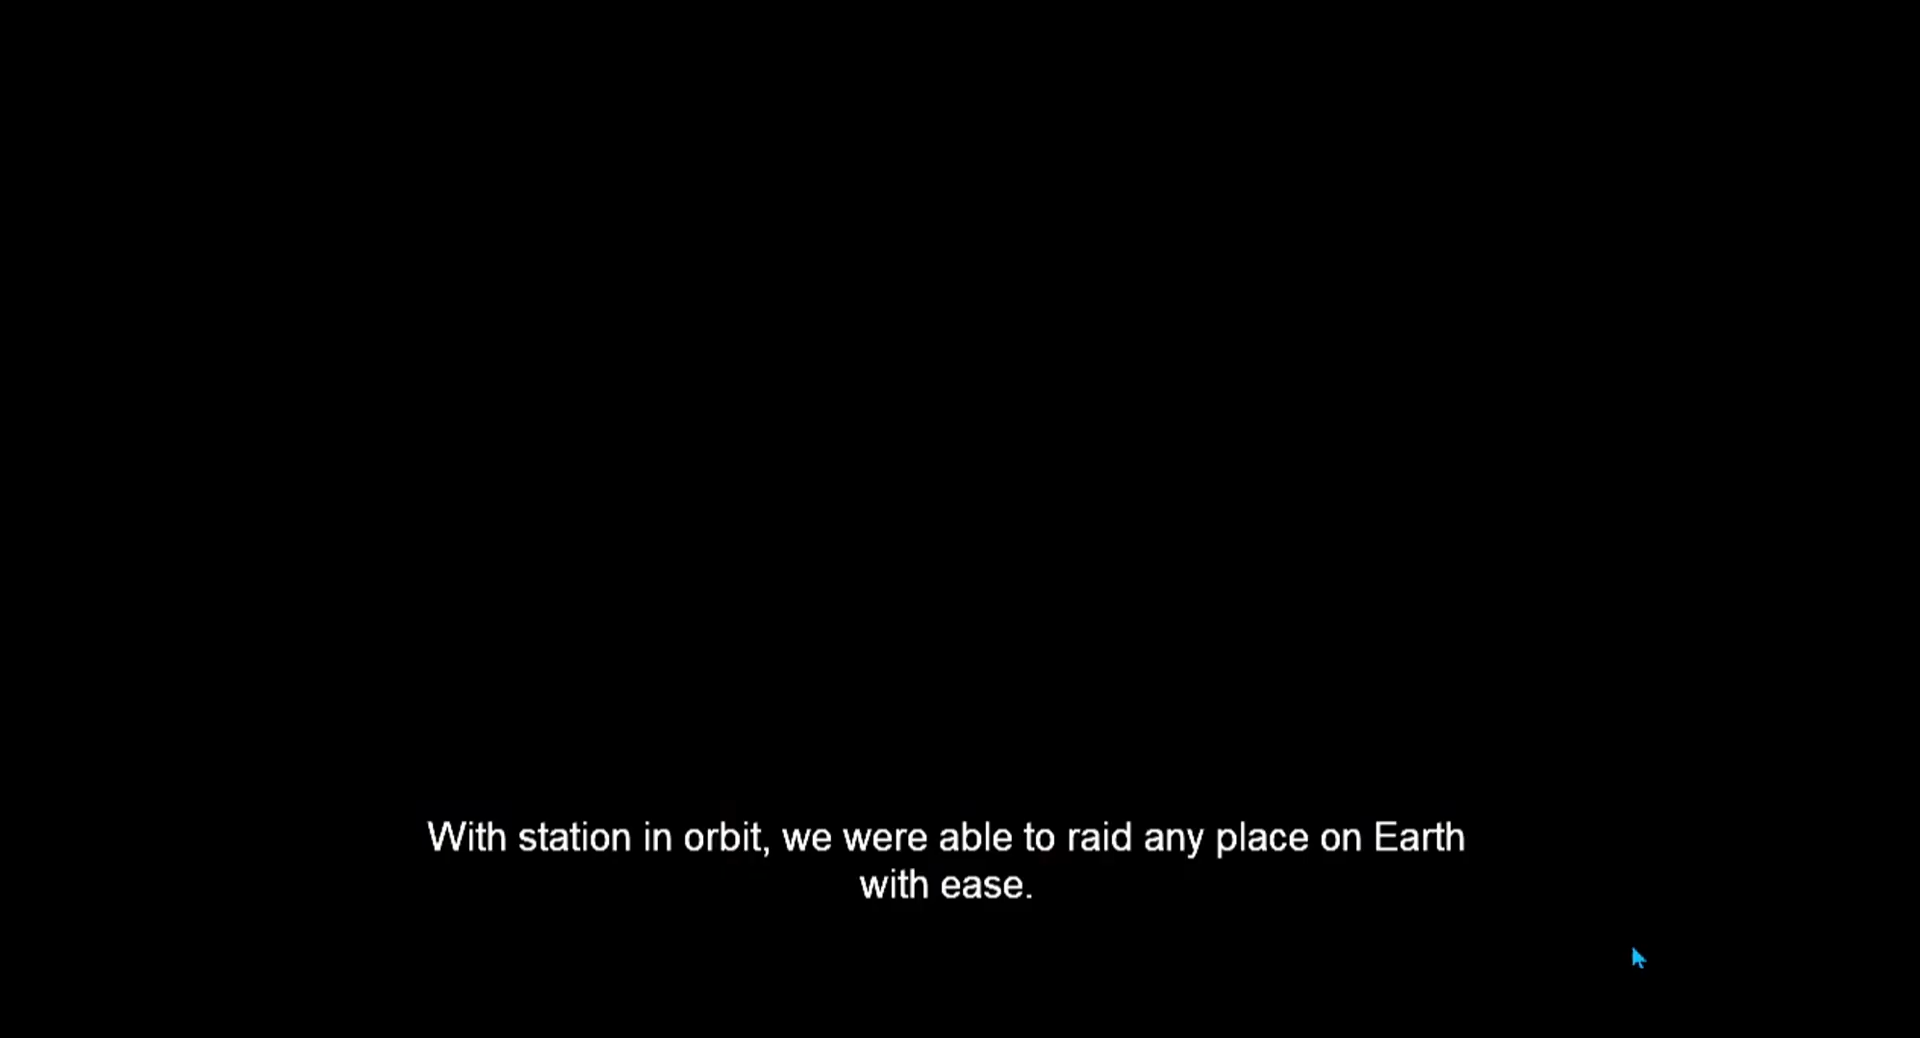 With station in orbit, we were able to raid any place on Earth
with ease.